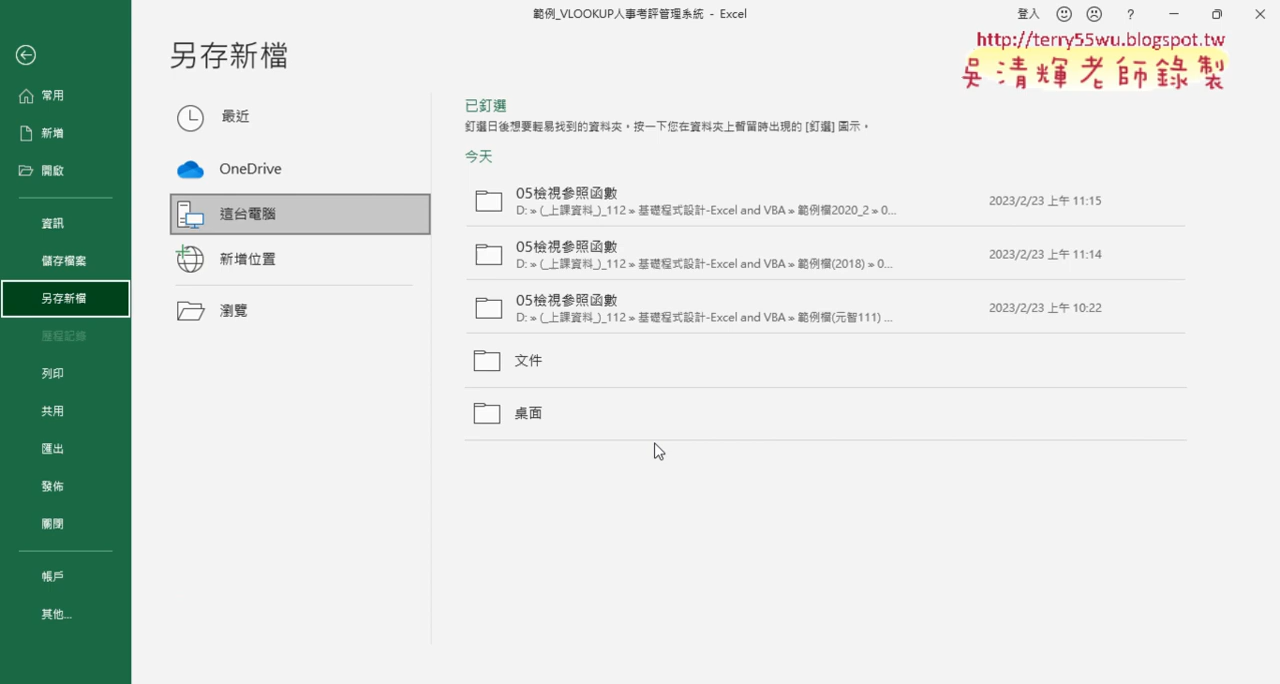 範例_VLOOKUP人事考評管理系統 - Excel
登入
?
http://terry55wu.blogspot.tw
吳清輝老師錄製
常用
新增
開啟
資訊
儲存檔案
另存新檔
歷程記錄
列印
共用
匯出
發佈
關閉
帳戶
其他...
另存新檔
最近
OneDrive
這台電腦
新增位置
瀏覽
已釘選
釘選日後想要輕易找到的資料夾。按一下您在資料夾上暫留時出現的 [釘選] 圖示。
今天
05檢視參照函數
D: » (_上課資料_)_112 » 基礎程式設計-Excel and VBA » 範例檔2020_2 » 0...
2023/2/23 上午 11:15
05檢視參照函數
D: » (_上課資料_)_112 » 基礎程式設計-Excel and VBA » 範例檔(2018) » 0...
2023/2/23 上午 11:14
05檢視參照函數
D: » (_上課資料_)_112 » 基礎程式設計-Excel and VBA » 範例檔(元智111) ...
2023/2/23 上午 10:22
文件
桌面